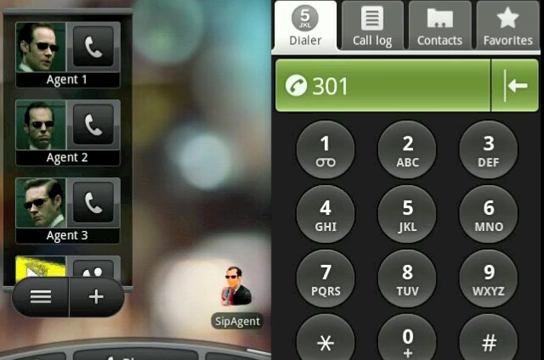 Agent 1
Agent 2
Agent 3
SipAgent
5
JKL
Dialer
Call log
Contacts
Favorites
301
1
2
ABC
3
DEF
4
GHI
5
JKL
6
MNO
7
PQRS
8
TUV
9
WXYZ
*
0
+
#